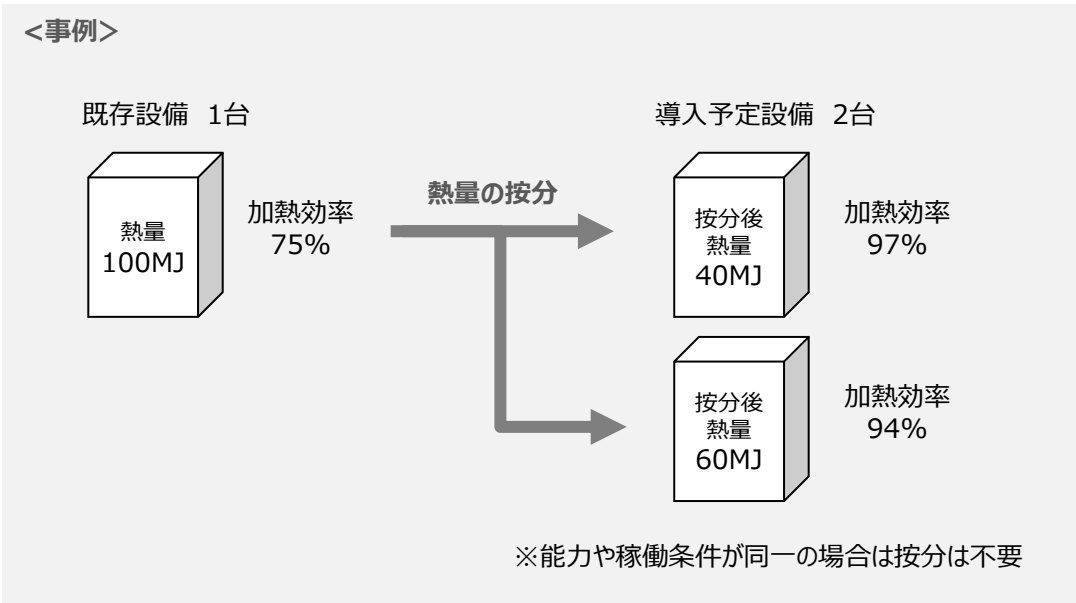 <事例>
既存設備 1台
導入予定設備 2台
熱量
100MJ
加熱効率
75%
熱量の按分
按分後
熱量
40MJ
加熱効率
97%
按分後
熱量
60MJ
加熱効率
94%
※能力や稼働条件が同一の場合は按分は不要